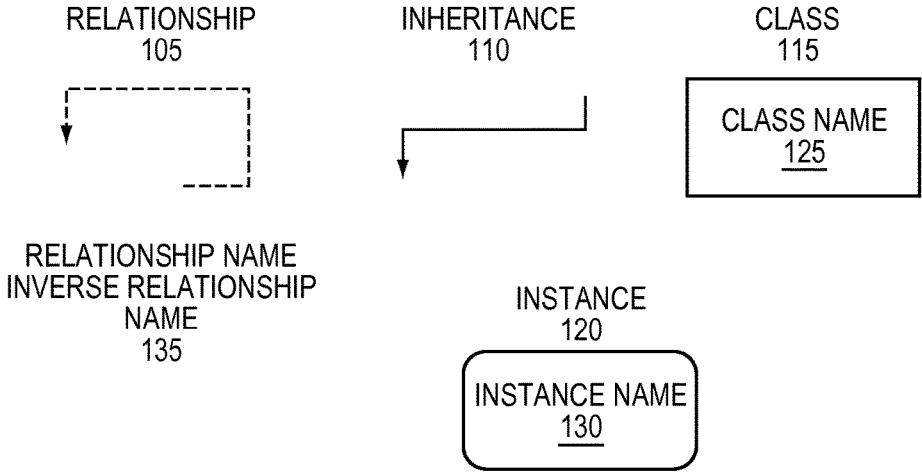 RELATIONSHIP
105
INHERITANCE
110
CLASS
115
CLASS NAME
125
RELATIONSHIP NAME
INVERSE RELATIONSHIP
NAME
135
INSTANCE
120
INSTANCE NAME
130